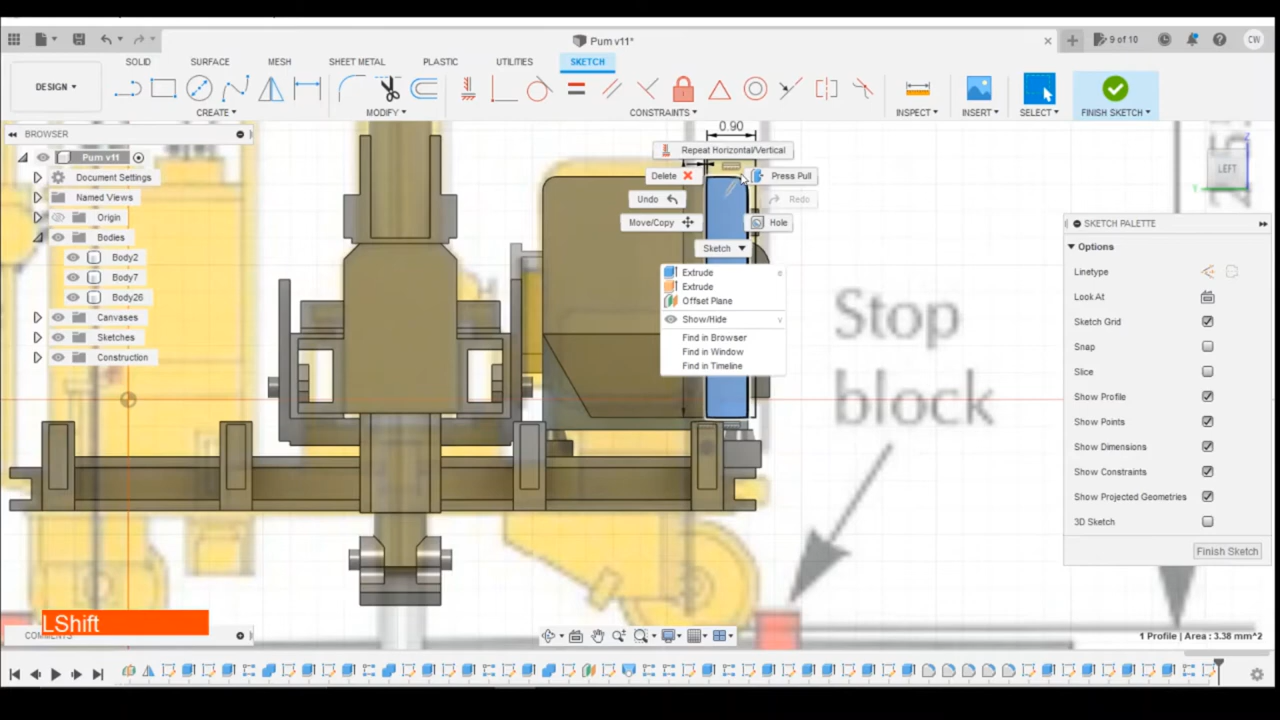 Pum v11*
9 of 10
CW
DESIGN
SOLID
SURFACE
MESH
SHEET METAL
PLASTIC
UTILITIES
SKETCH
CREATE
MODIFY
CONSTRAINTS
INSPECT
INSERT
SELECT
FINISH SKETCH
BROWSER
Pum v11
Document Settings
Named Views
Origin
Bodies
Body2
Body7
Body26
Canvases
Sketches
Construction
0.90
Repeat Horizontal/Vertical
Delete
Press Pull
Undo
Redo
Move/Copy
Hole
Sketch
Extrude
Extrude
Offset Plane
Show/Hide
Find in Browser
Find in Window
Find in Timeline
Stop
block
LEFT
SKETCH PALETTE
Options
Linetype
Look At
Sketch Grid
Snap
Slice
Show Profile
Show Points
Show Dimensions
Show Constraints
Show Projected Geometries
3D Sketch
Finish Sketch
LShift
COMMENTS
1 Profile | Area : 3.38 mm^2